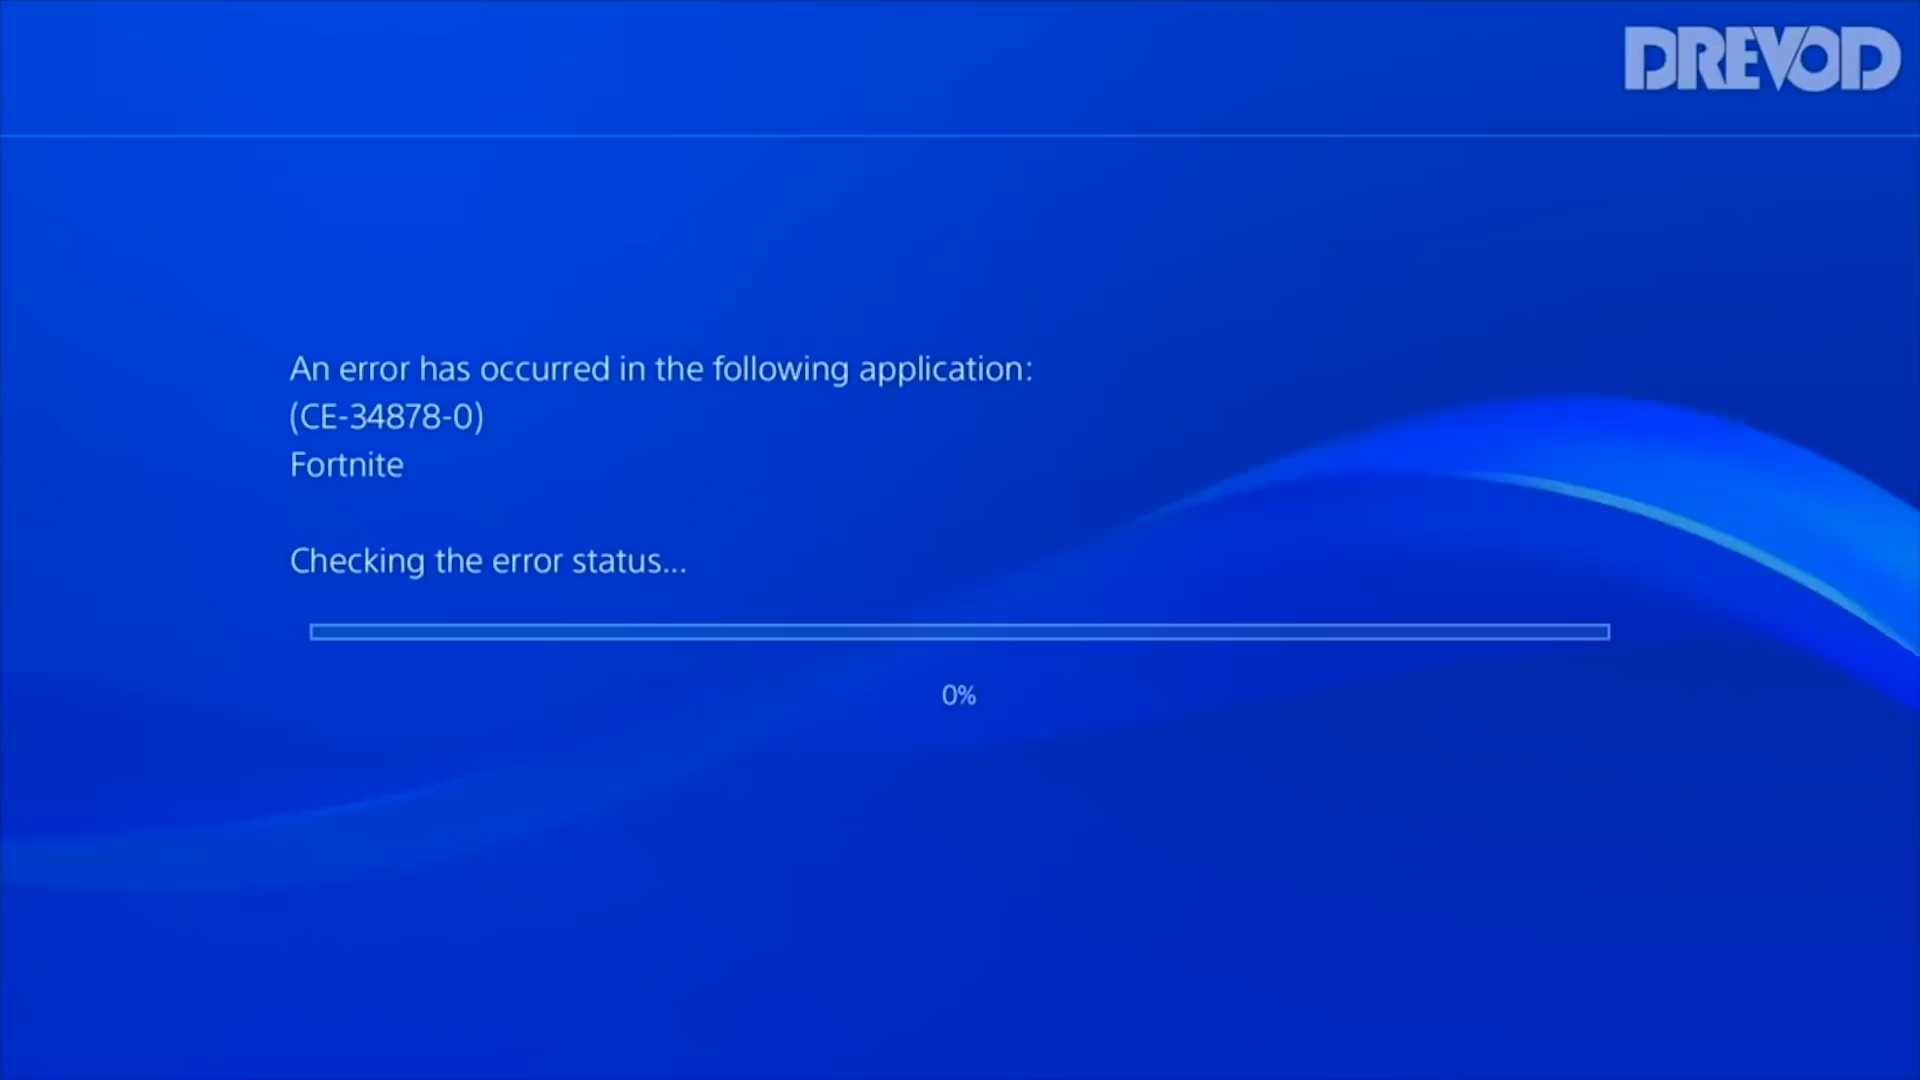 DREVOD
An error has occurred in the following application:
(CE-34878-0)
Fortnite
Checking the error status...
0%